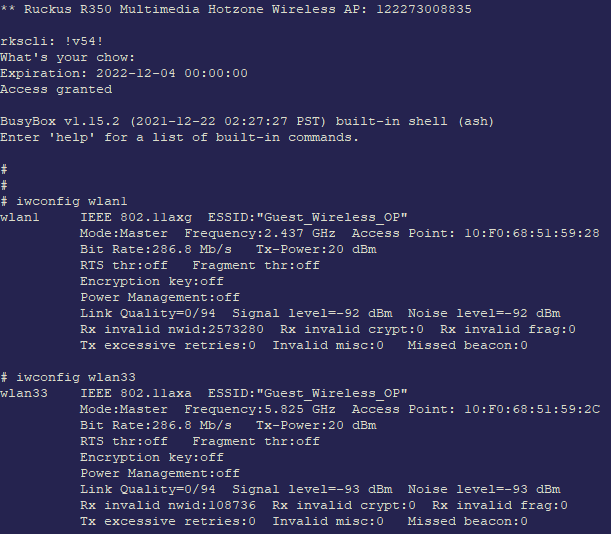 ** Ruckus R350 Multimedia Hotzone Wireless AP: 122273008835
rkscli: !v54!
What's your chow:
Expiration: 2022-12-04 00:00:00
Access granted
BusyBox v1.15.2 (2021-12-22 02:27:27 PST) built-in shell (ash)
Enter 'help' for a list of built-in commands.
#
#
# iwconfig wlan1
wlan1 IEEE 802.11axg ESSID:"Guest_Wireless_OP"
Mode:Master Frequency:2.437 GHz Access Point: 10:F0:68:51:59:28
Bit Rate:286.8 Mb/s Tx-Power:20 dBm
RTS thr:off Fragment thr:off
Encryption key:off
Power Management:off
Link Quality=0/94 Signal level=-92 dBm Noise level=-92 dBm
Rx invalid nwid:2573280 Rx invalid crypt:0 Rx invalid frag:0
Tx excessive retries:0 Invalid misc:0 Missed beacon:0
# iwconfig wlan33
wlan33 IEEE 802.11axa ESSID:"Guest_Wireless_OP"
Mode:Master Frequency:5.825 GHz Access Point: 10:F0:68:51:59:2C
Bit Rate:286.8 Mb/s Tx-Power:20 dBm
RTS thr:off Fragment thr:off
Encryption key:off
Power Management:off
Link Quality=0/94 Signal level=-93 dBm Noise level=-93 dBm
Rx invalid nwid:108736 Rx invalid crypt:0 Rx invalid frag:0
Tx excessive retries:0 Invalid misc:0 Missed beacon:0